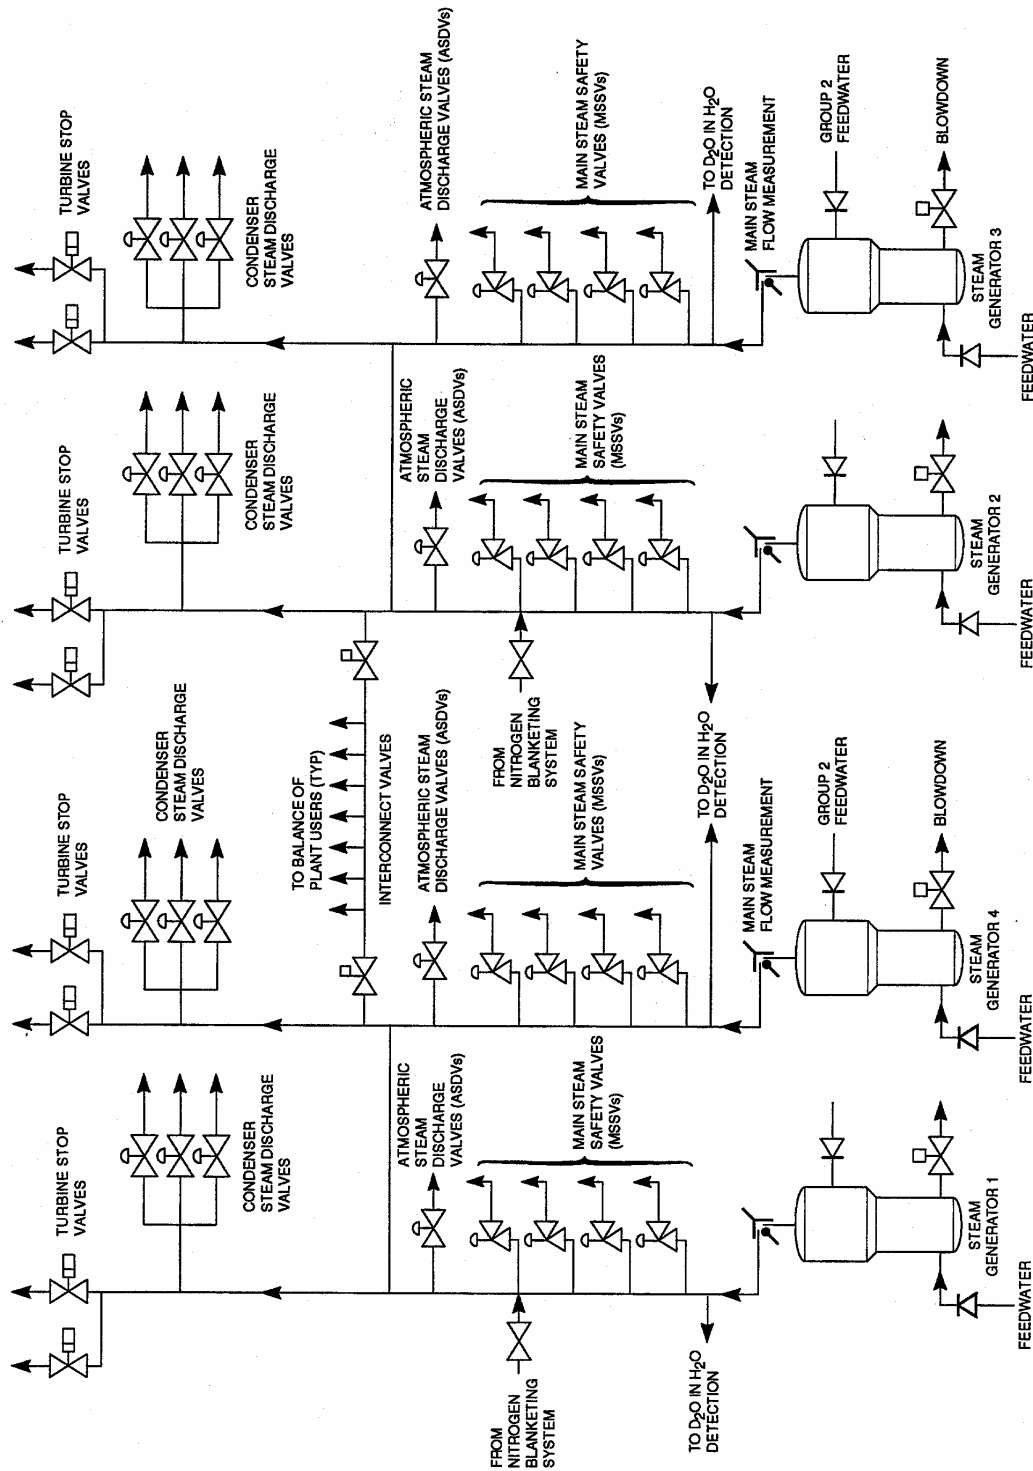 TURBINE STOP
VALVES
TURBINE STOP
VALVES
TURBINE STOP
VALVES
TURBINE STOP
VALVES
CONDENSER
STEAM DISCHARGE
VALVES
CONDENSER
STEAM DISCHARGE
VALVES
CONDENSER
STEAM DISCHARGE
VALVES
CONDENSER
STEAM DISCHARGE
VALVES
TO BALANCE OF
PLANT USERS (TYP)
INTERCONNECT VALVES
ATMOSPHERIC
STEAM
DISCHARGE
VALVES (ASDVs)
ATMOSPHERIC STEAM
DISCHARGE VALVES (ASDVs)
ATMOSPHERIC
STEAM
DISCHARGE
VALVES (ASDVs)
ATMOSPHERIC STEAM
DISCHARGE VALVES (ASDVs)
FROM
NITROGEN
BLANKETING
SYSTEM
MAIN STEAM
SAFETY VALVES
(MSSVs)
MAIN STEAM SAFETY
VALVES (MSSVs)
FROM
NITROGEN
BLANKETING
SYSTEM
MAIN STEAM
SAFETY VALVES
(MSSVs)
MAIN STEAM SAFETY
VALVES (MSSVs)
TO D₂O IN H₂O
DETECTION
TO D₂O IN H₂O
DETECTION
TO D₂O IN H₂O
DETECTION
MAIN STEAM
FLOW MEASUREMENT
MAIN STEAM
FLOW MEASUREMENT
GROUP 2
FEEDWATER
GROUP 2
FEEDWATER
BLOWDOWN
BLOWDOWN
STEAM
GENERATOR 1
STEAM
GENERATOR 4
STEAM
GENERATOR 2
STEAM
GENERATOR 3
FEEDWATER
FEEDWATER
FEEDWATER
FEEDWATER